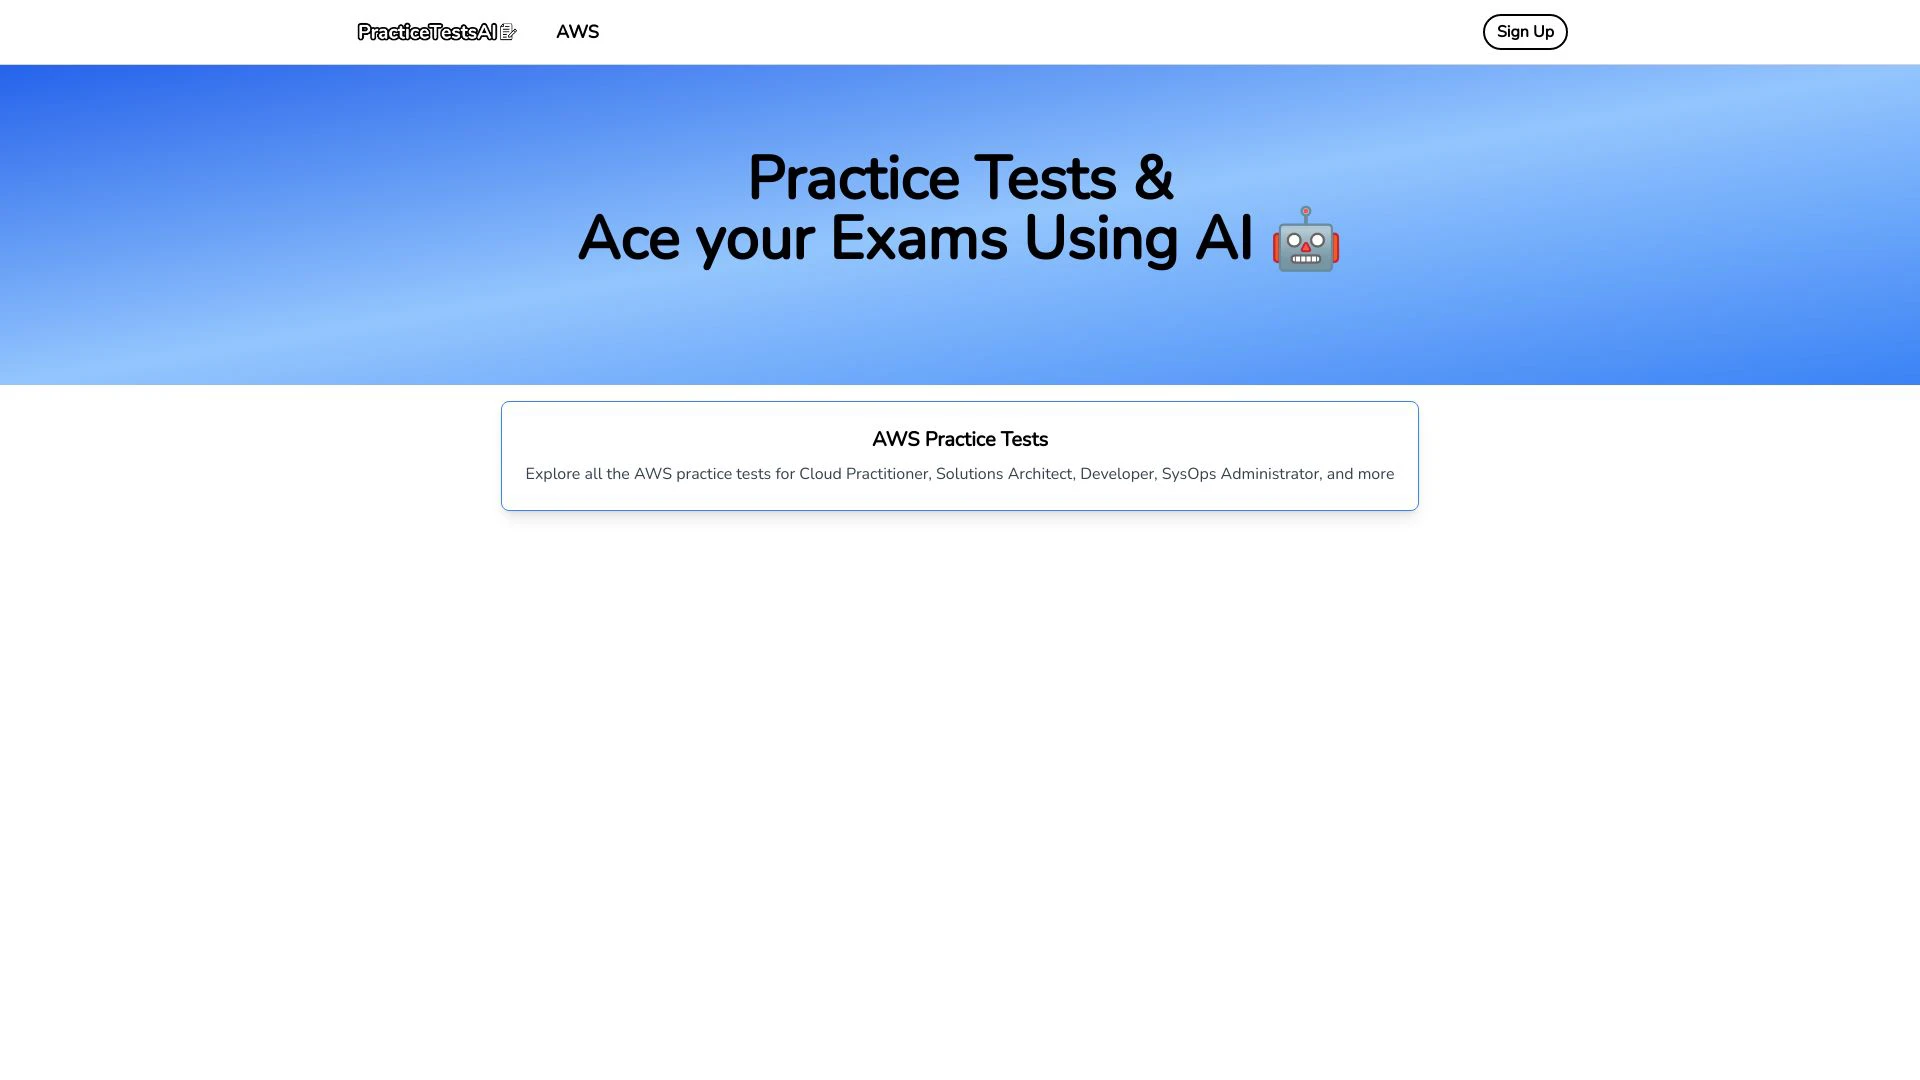 PracticeTestsAI
AWS
Sign Up
Practice Tests &
Ace your Exams Using AI 🤖
AWS Practice Tests
Explore all the AWS practice tests for Cloud Practitioner, Solutions Architect, Developer, SysOps Administrator, and more